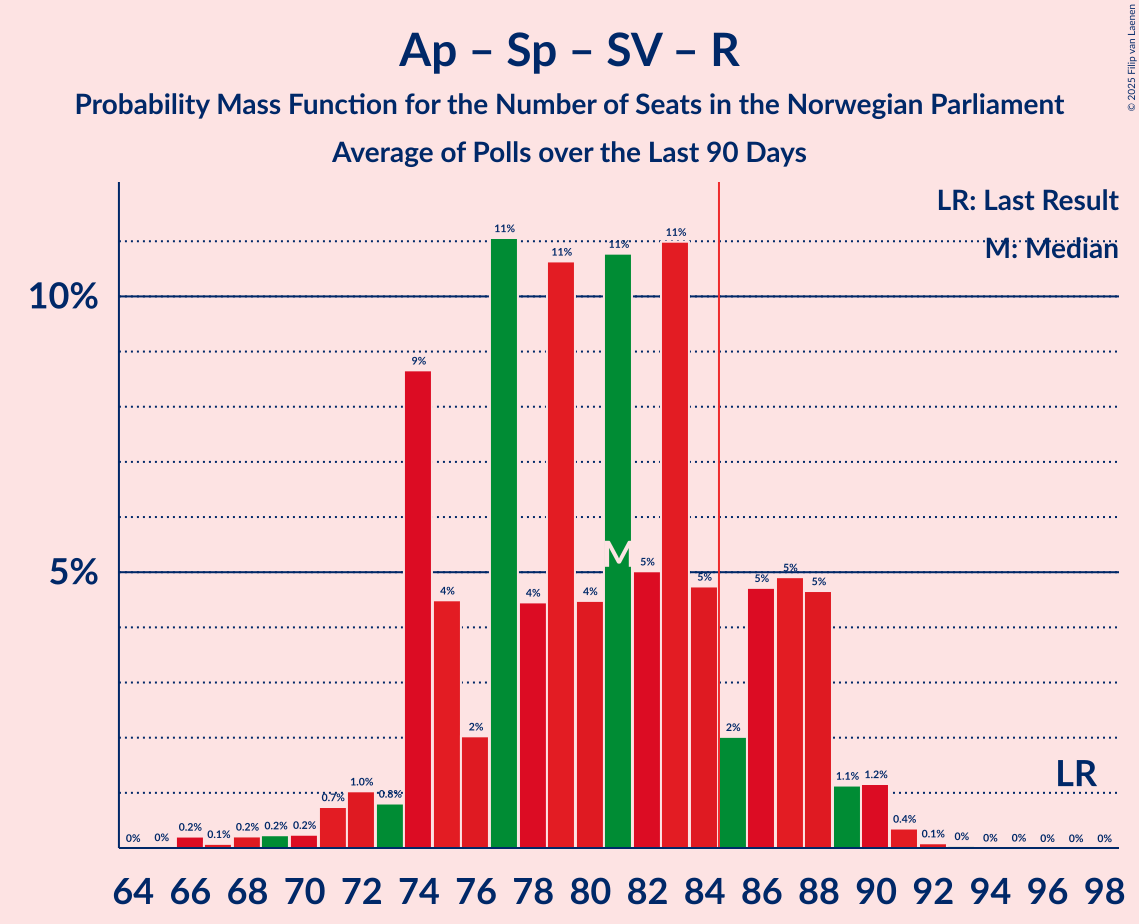 Ap – Sp – SV – R
Probability Mass Function for the Number of Seats in the Norwegian Parliament
Average of Polls over the Last 90 Days
© 2025 Filip van Laenen
LR: Last Result
M: Median
10%
5%
0% 0% 0.2% 0.1% 0.2% 0.2% 0.2% 0.7% 1.0% 0.8% 9% 4% 2% 11% 4% 11% 4% 11% 5% 11% 5% 2% 5% 5% 5% 1.1% 1.2% 0.4% 0.1% 0% 0% 0% 0% 0% 0%
M
LR
64 66 68 70 72 74 76 78 80 82 84 86 88 90 92 94 96 98